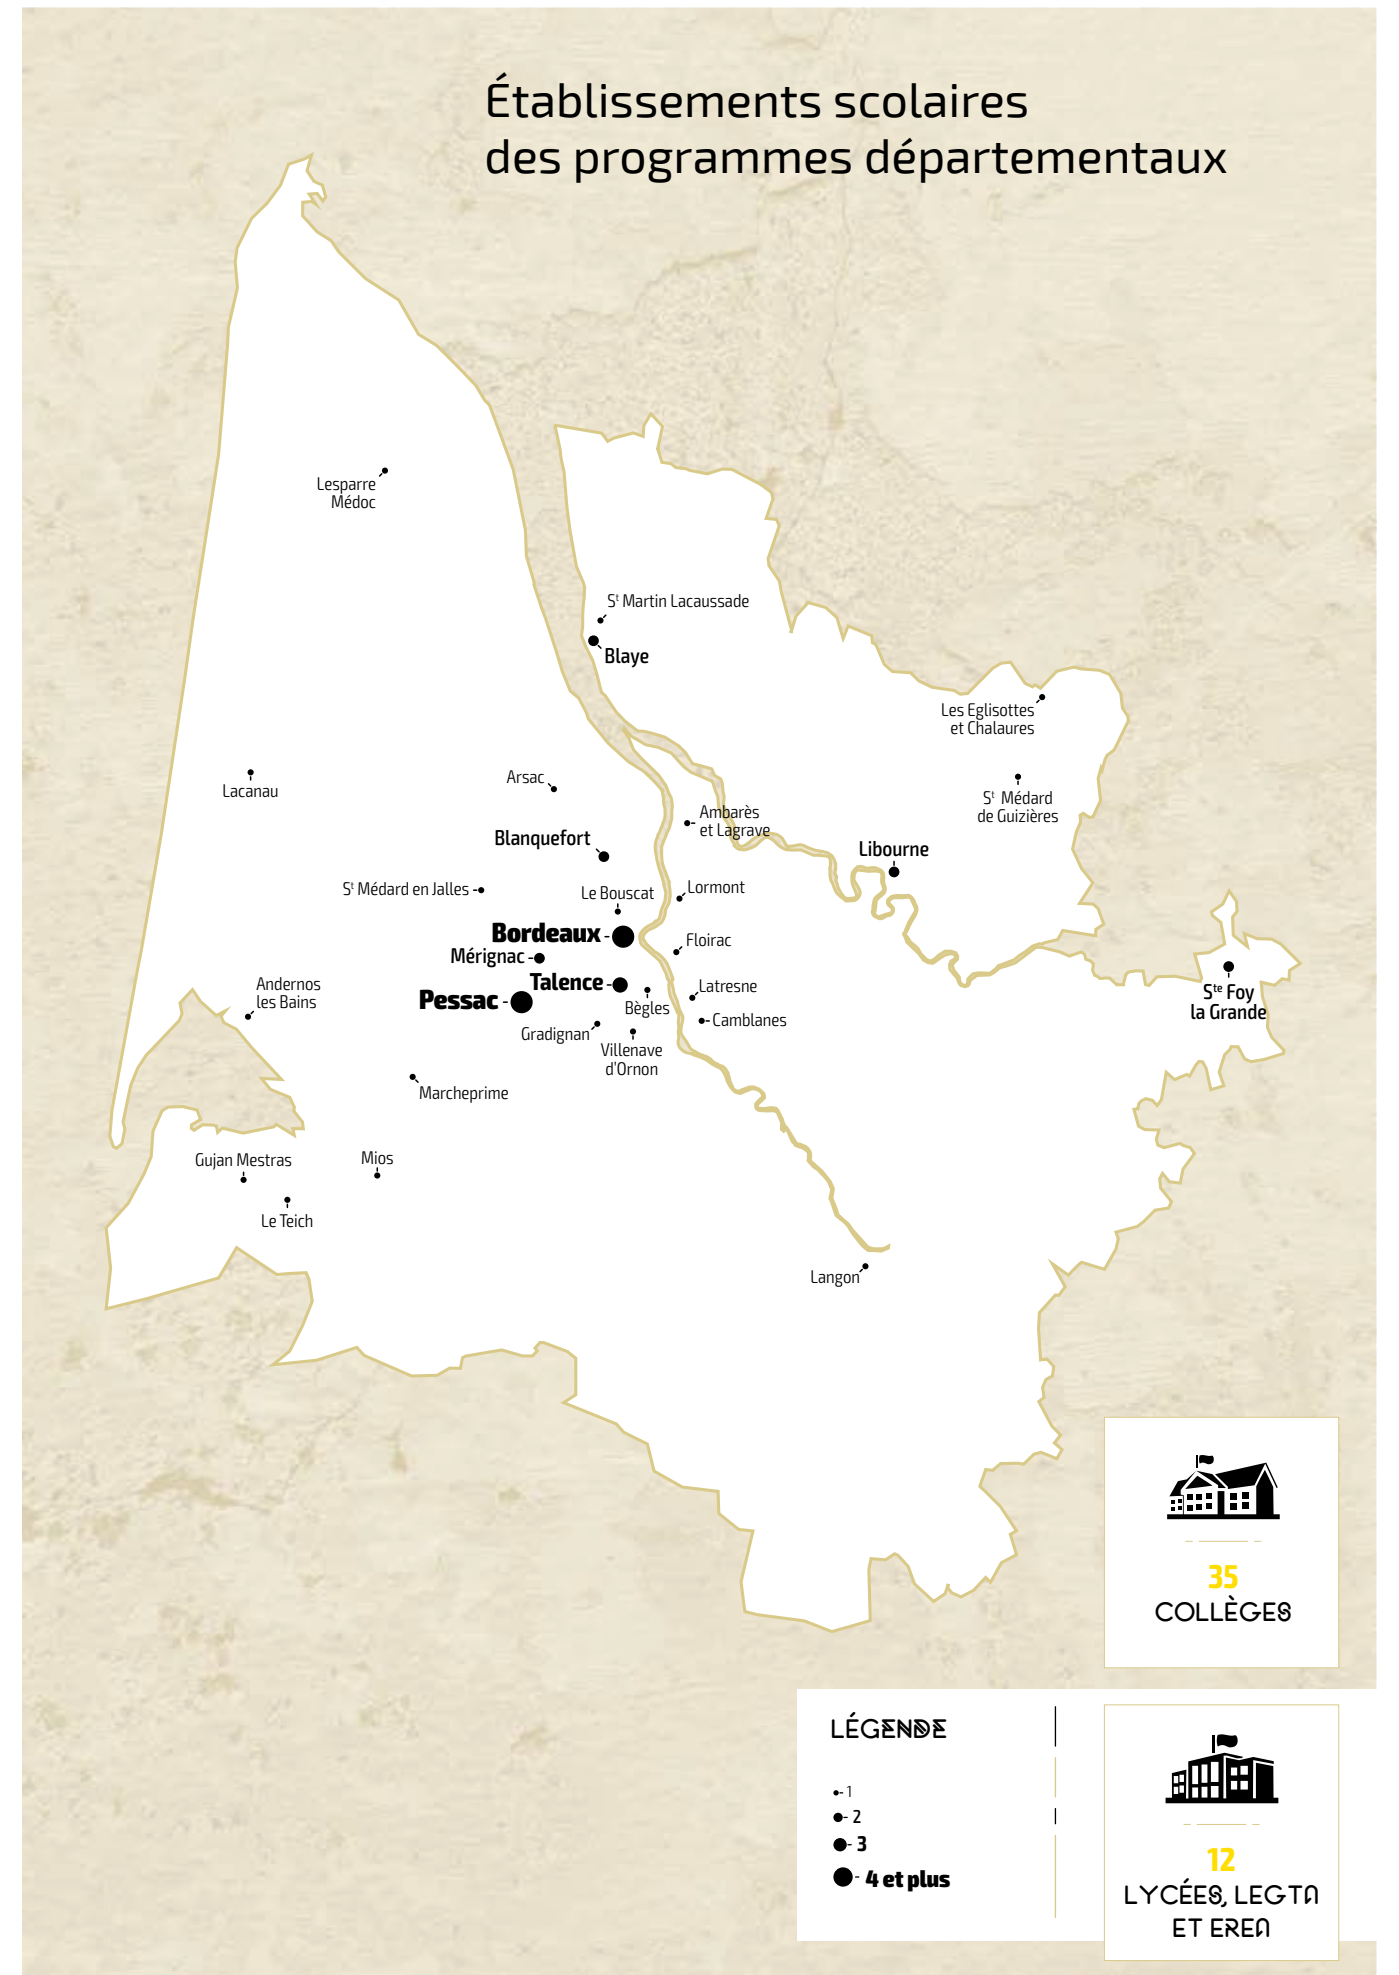 Établissements scolaires
des programmes départementaux
Lesparre
Médoc
Sᵗ Martin Lacaussade
Blaye
Les Eglisottes
et Chalaures
Lacanau
Arsac
Sᵗ Médard
de Guizières
Ambarès
et Lagrave
Blanquefort
Libourne
Sᵗ Médard en Jalles
Le Bouscat
Lormont
Bordeaux
Floirac
Mérignac
Talence
Andernos
les Bains
Pessac
Latresne
Sᵗᵉ Foy
la Grande
Bègles
Camblanes
Gradignan
Villenave
d'Ornon
Marcheprime
Gujan Mestras
Mios
Le Teich
Langon
35
COLLÈGES
LÉGENDE
1
2
3
4 et plus
12
LYCÉES, LEGTA
ET EREA